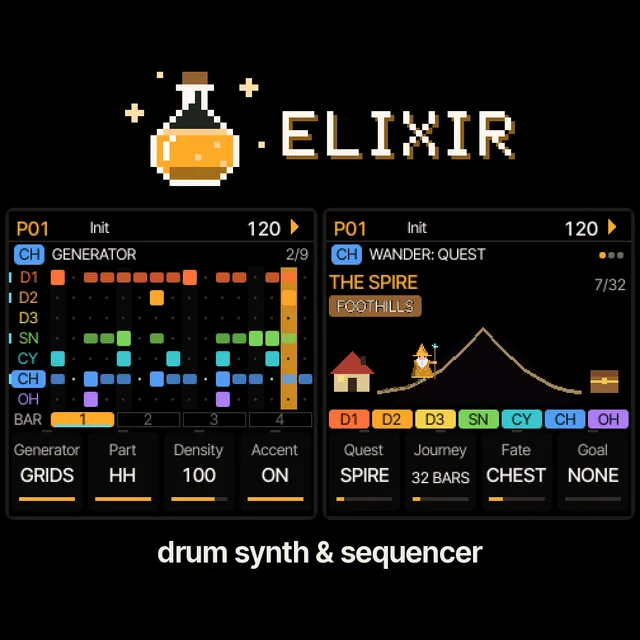 ELIXIR
P01 Init 120
CH GENERATOR 2/9
D1
D2
D3
SN
CY
CH
OH
BAR 1 2 3 4
Generator Part Density Accent
GRIDS HH 100 ON
P01 Init 120
CH WANDER: QUEST
THE SPIRE 7/32
FOOTHILLS
D1 D2 D3 SN CY CH OH
Quest Journey Fate Goal
SPIRE 32 BARS CHEST NONE
drum synth & sequencer